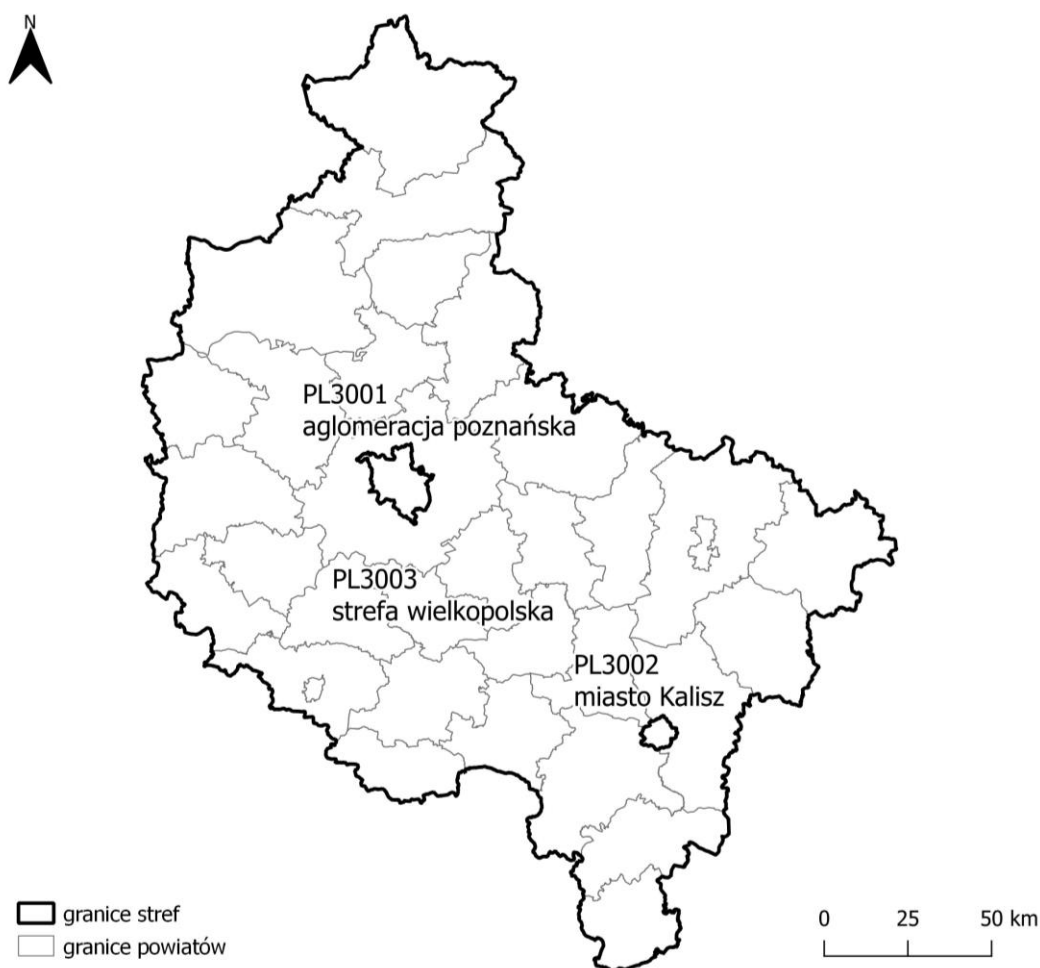 N
PL3001
aglomeracja poznańska
PL3003
strefa wielkopolska
PL3002
miasto Kalisz
granice stref
granice powiatów
0 25 50 km